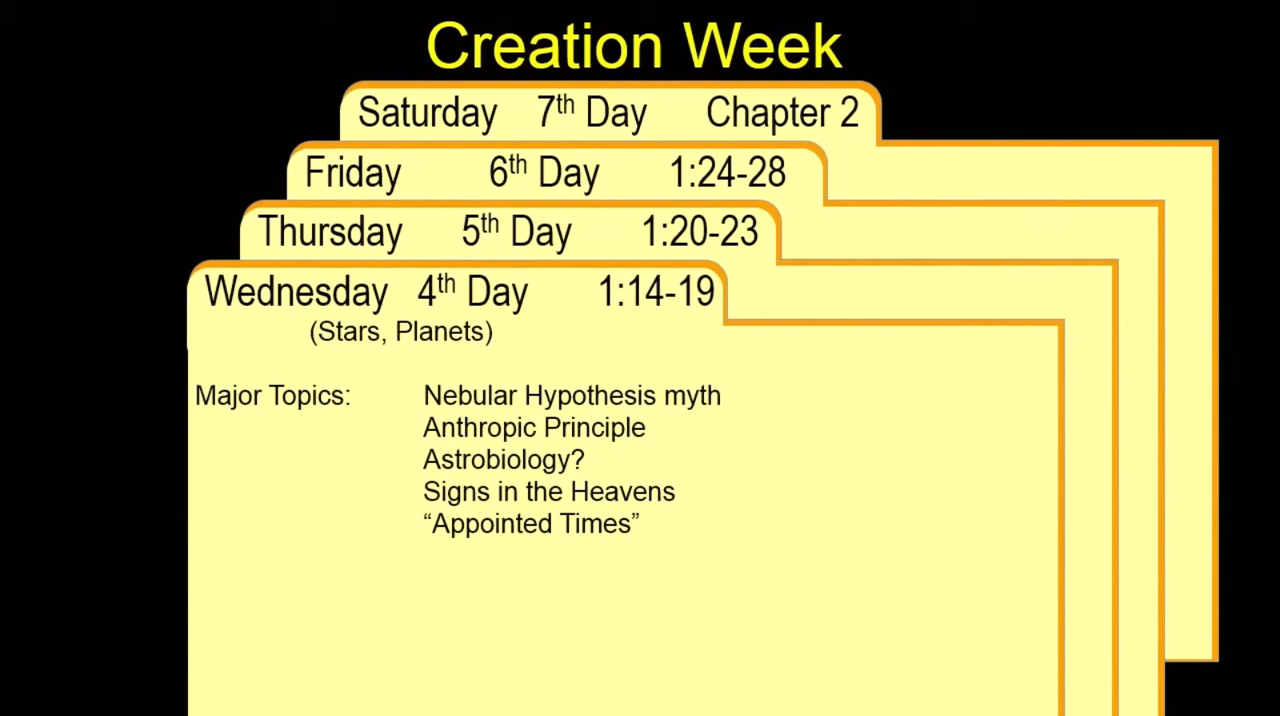 Creation Week
Saturday 7th Day Chapter 2
Friday 6th Day 1:24-28
Thursday 5th Day 1:20-23
Wednesday 4th Day 1:14-19
(Stars, Planets)
Major Topics: Nebular Hypothesis myth
Anthropic Principle
Astrobiology?
Signs in the Heavens
“Appointed Times”